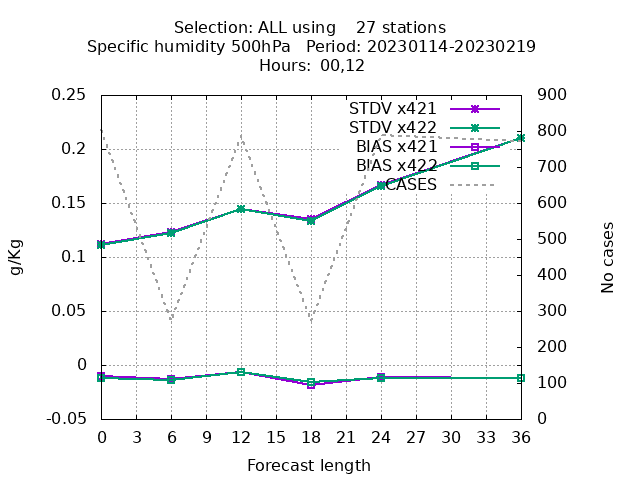 Selection: ALL using    27 stations
Specific humidity 500hPa   Period: 20230114-20230219
Hours: 00,12
STDV x421
STDV x422
BIAS x421
BIAS x422
CASES
0.25
0.2
0.15
0.1
0.05
0
-0.05
g/Kg
900
800
700
600
500
400
300
200
100
0
No cases
0 3 6 9 12 15 18 21 24 27 30 33 36
Forecast length